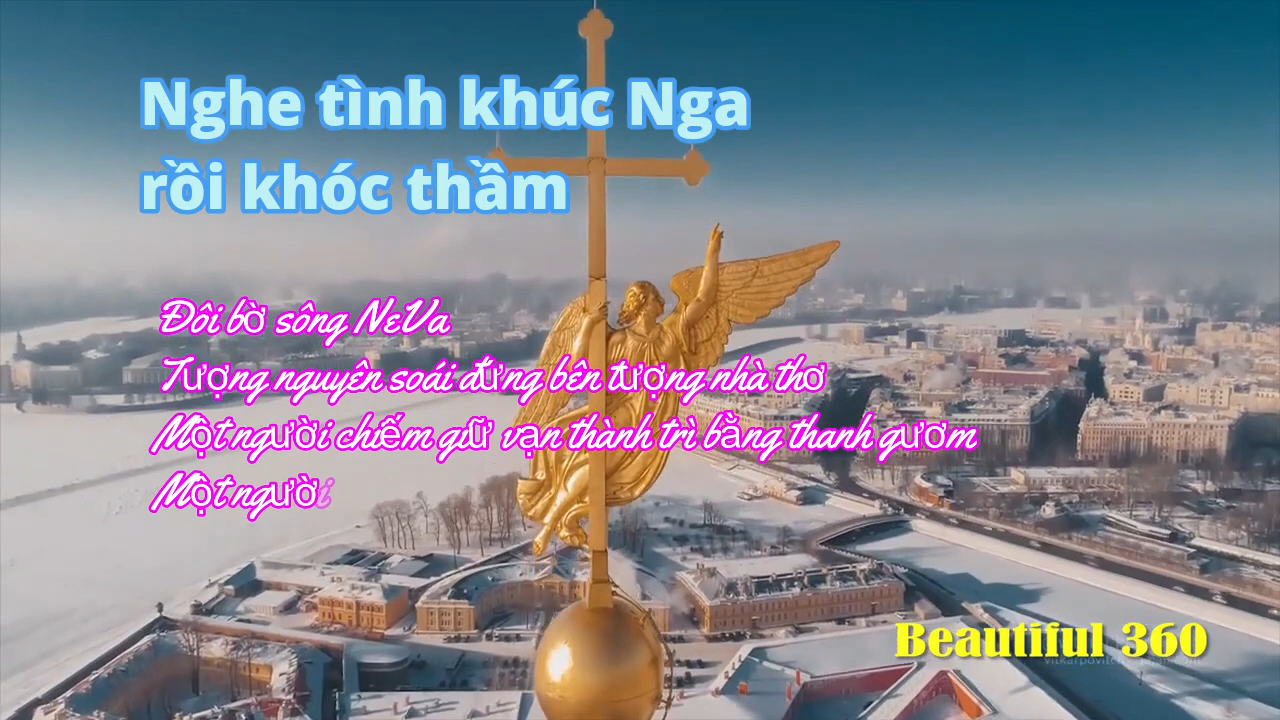 Nghe tình khúc Nga
rồi khóc thầm
Đôi bờ sông NeVa
Tượng nguyên soái đứng bên tượng nhà thơ
Một người chiếm giữ vạn thành trì bằng thanh gươm
Một người
Beautiful 360